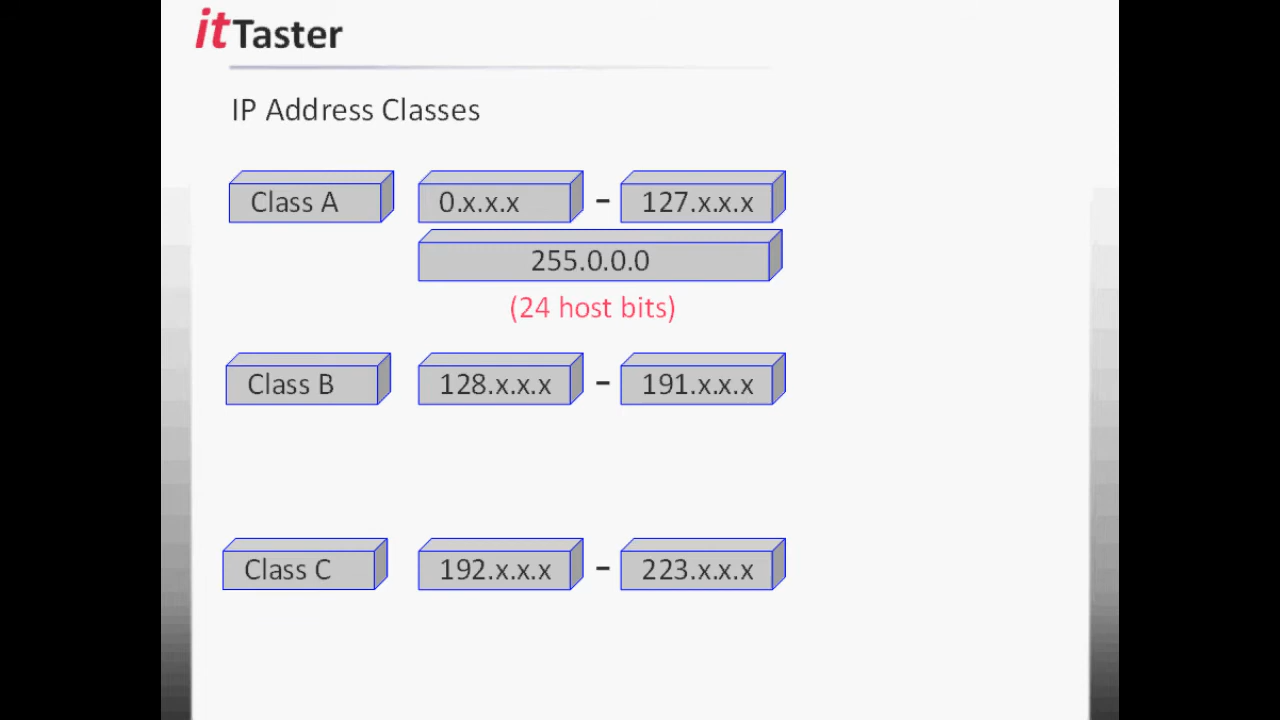 itTaster
IP Address Classes
Class A 0.x.x.x - 127.x.x.x
255.0.0.0
(24 host bits)
Class B 128.x.x.x - 191.x.x.x
Class C 192.x.x.x - 223.x.x.x